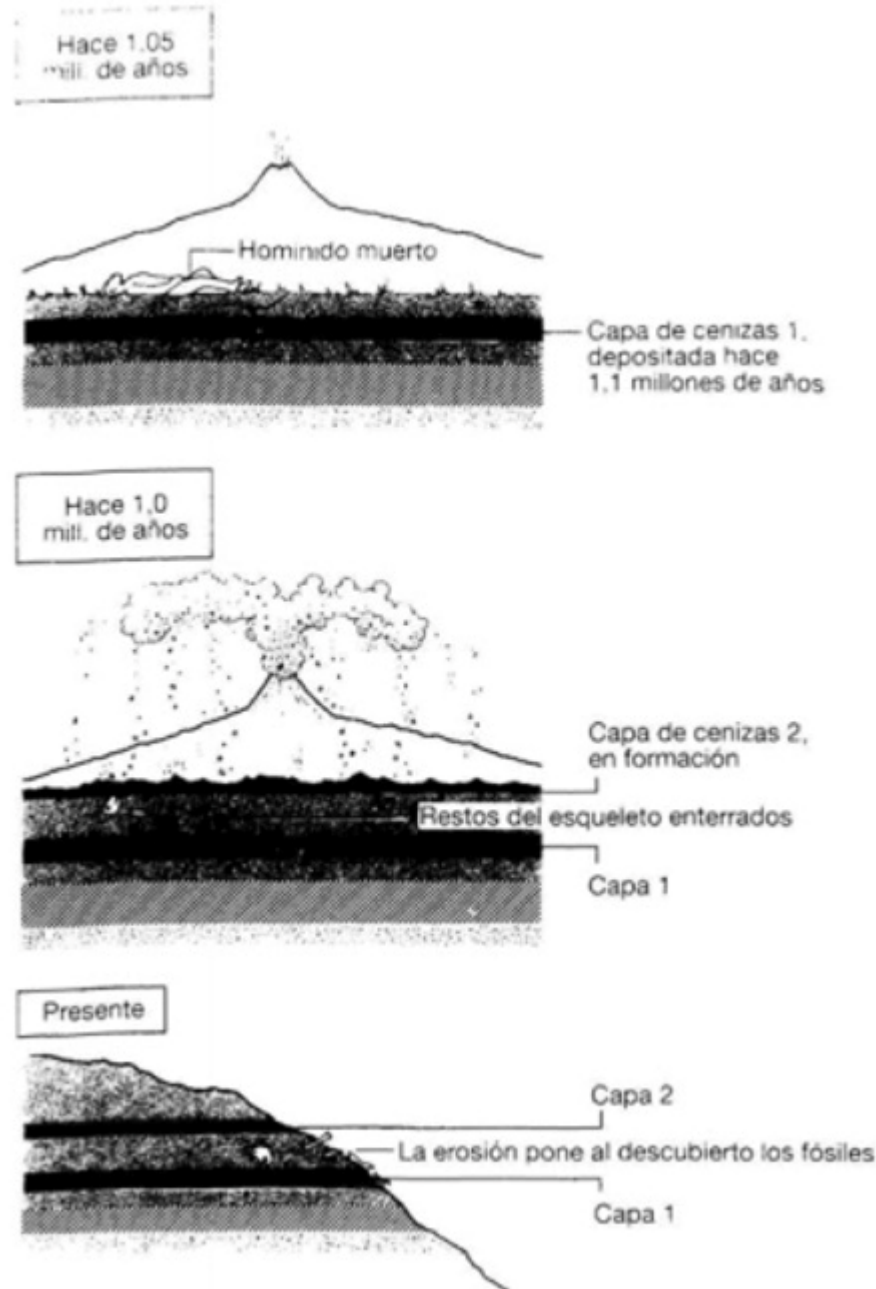 Hace 1.05
mill. de años
Hominido muerto
Capa de cenizas 1,
depositada hace
1,1 millones de años
Hace 1,0
mill. de años
Capa de cenizas 2,
en formación
Restos del esqueleto enterrados
Capa 1
Presente
Capa 2
La erosión pone al descubierto los fósiles
Capa 1